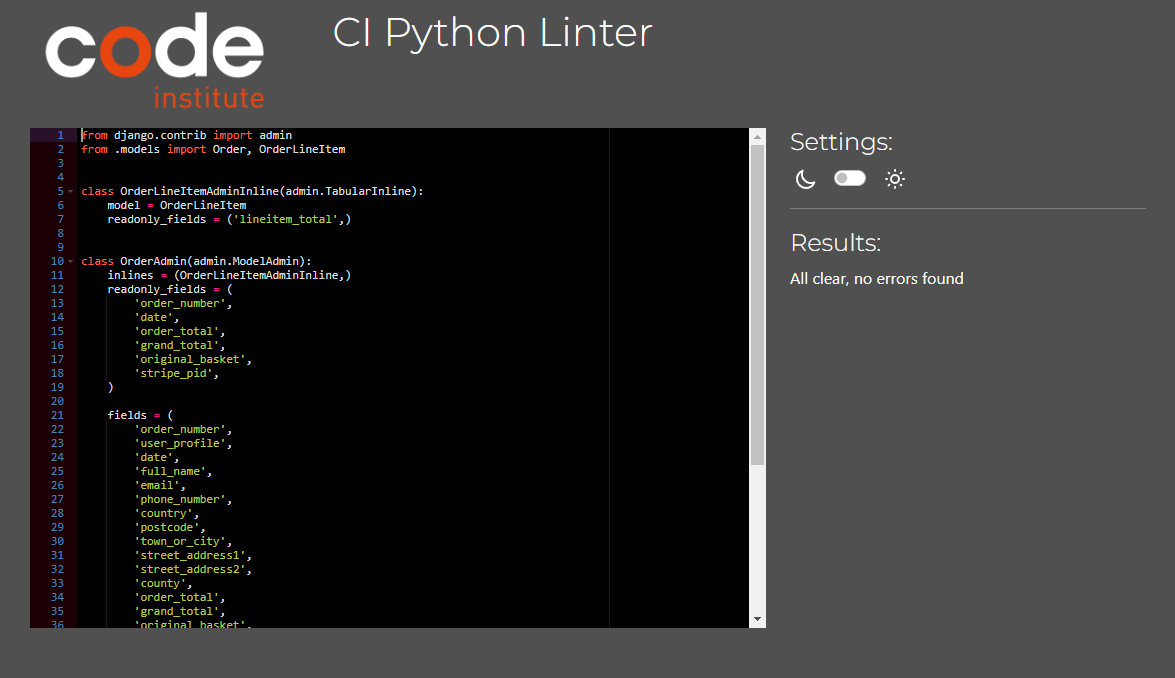 code
institute
CI Python Linter
1 from django.contrib import admin
2 from .models import Order, OrderLineItem
3
4
5 class OrderLineItemAdminInline(admin.TabularInline):
6     model = OrderLineItem
7     readonly_fields = ('lineitem_total',)
8
9
10 class OrderAdmin(admin.ModelAdmin):
11     inlines = (OrderLineItemAdminInline,)
12     readonly_fields = (
13         'order_number',
14         'date',
15         'order_total',
16         'grand_total',
17         'original_basket',
18         'stripe_pid',
19     )
20
21     fields = (
22         'order_number',
23         'user_profile',
24         'date',
25         'full_name',
26         'email',
27         'phone_number',
28         'country',
29         'postcode',
30         'town_or_city',
31         'street_address1',
32         'street_address2',
33         'county',
34         'order_total',
35         'grand_total',
36         'original_basket',
Settings:
Results:
All clear, no errors found